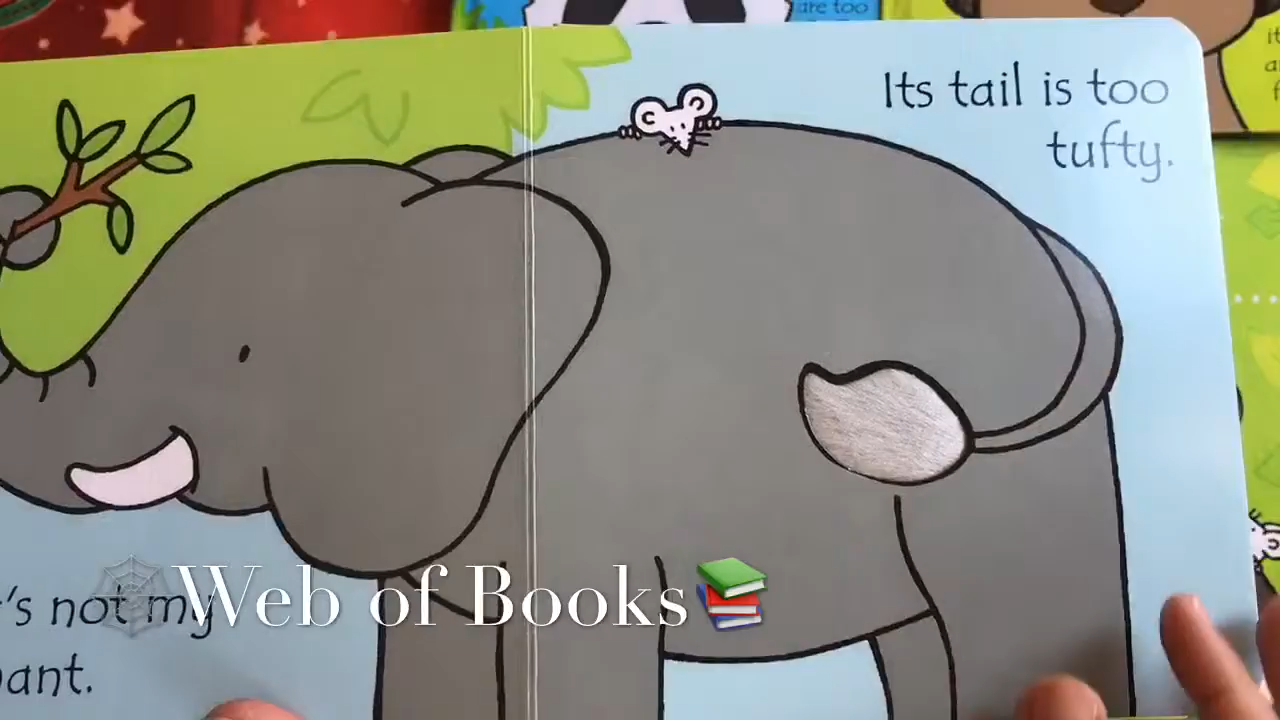 are too
Its tail is too
tufty.
's not my
ant.
Web of Books